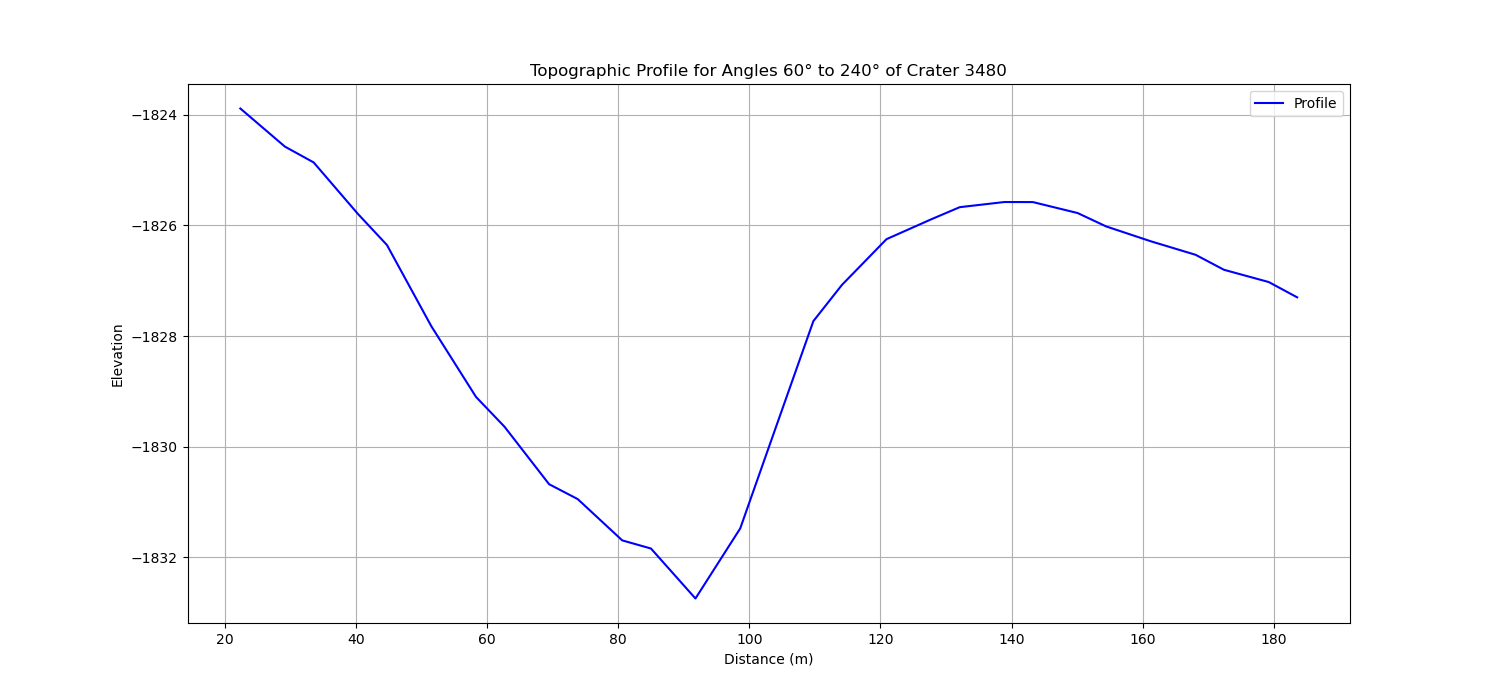 Topographic Profile for Angles 60° to 240° of Crater 3480
Profile
−1824
−1826
−1828
−1830
−1832
Elevation
20 40 60 80 100 120 140 160 180
Distance (m)